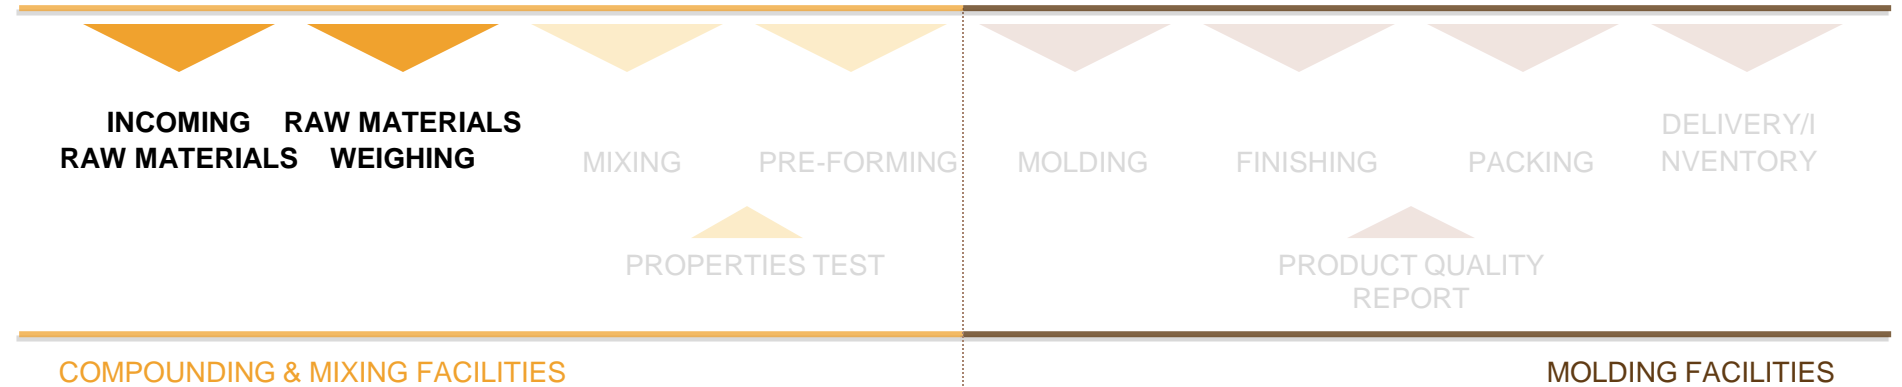 INCOMING
RAW MATERIALS
RAW MATERIALS
WEIGHING
MIXING
PRE-FORMING
MOLDING
FINISHING
PACKING
DELIVERY/I
NVENTORY
PROPERTIES TEST
PRODUCT QUALITY
REPORT
COMPOUNDING & MIXING FACILITIES
MOLDING FACILITIES